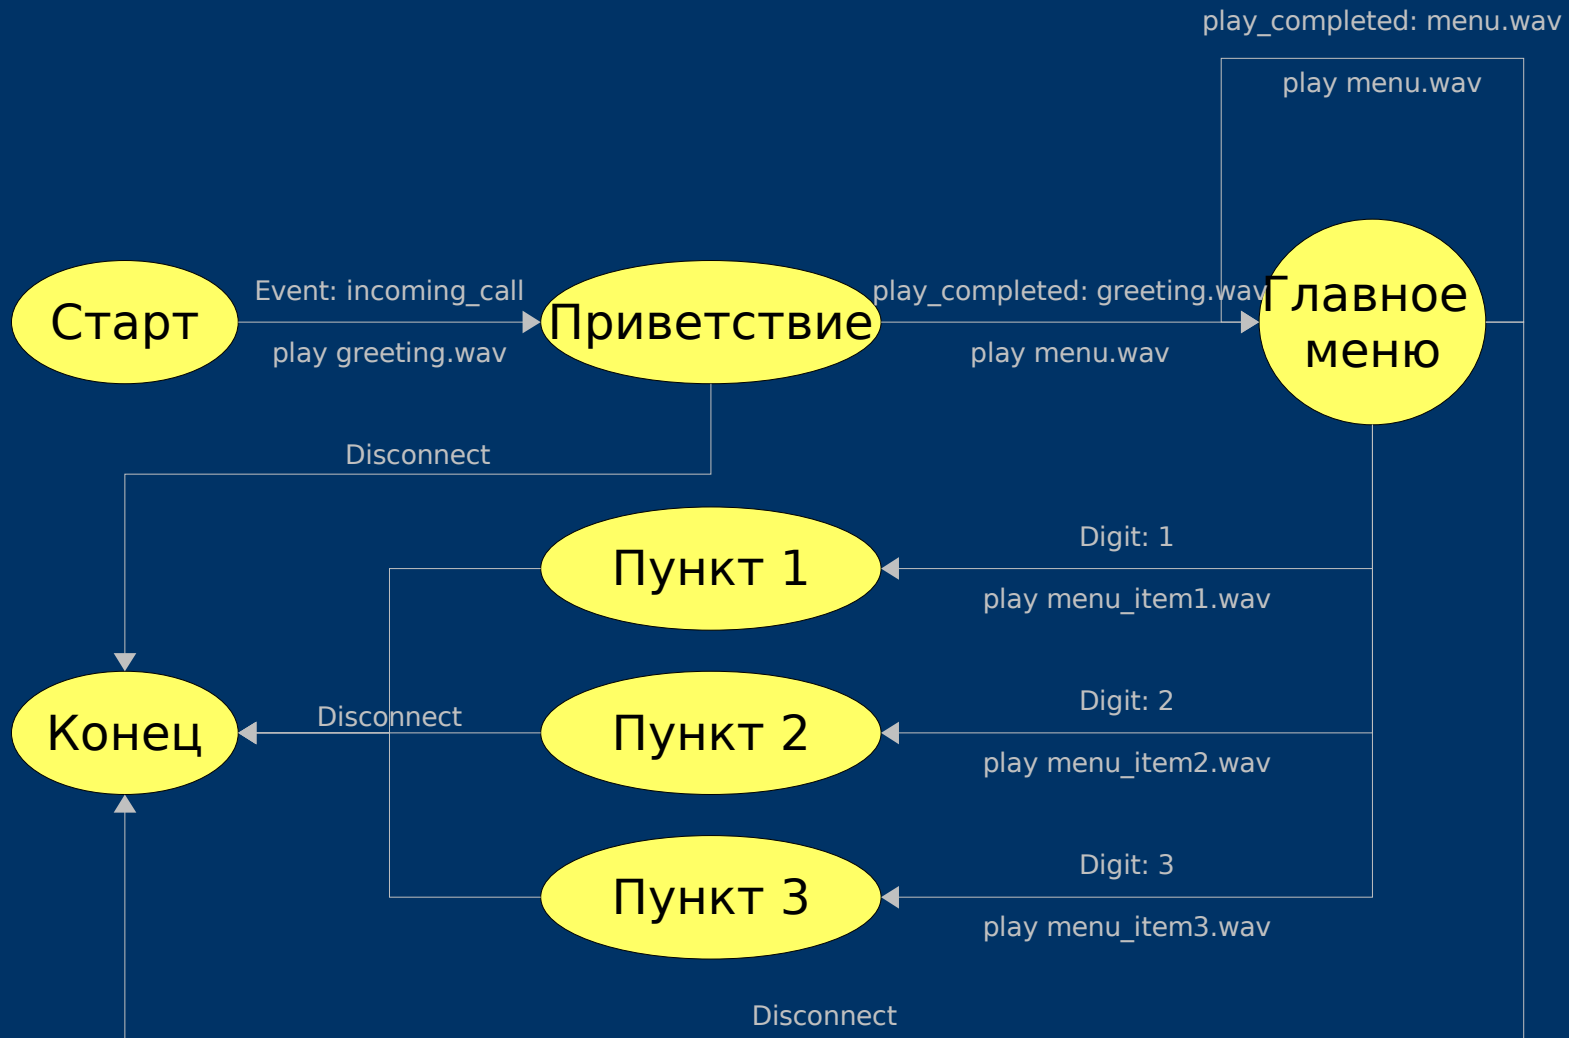 play_completed: menu.wav
play menu.wav
Старт
Event: incoming_call
play greeting.wav
Приветствие
play_completed: greeting.wav
play menu.wav
Главное
меню
Disconnect
Пункт 1
Digit: 1
play menu_item1.wav
Конец
Disconnect
Пункт 2
Digit: 2
play menu_item2.wav
Пункт 3
Digit: 3
play menu_item3.wav
Disconnect